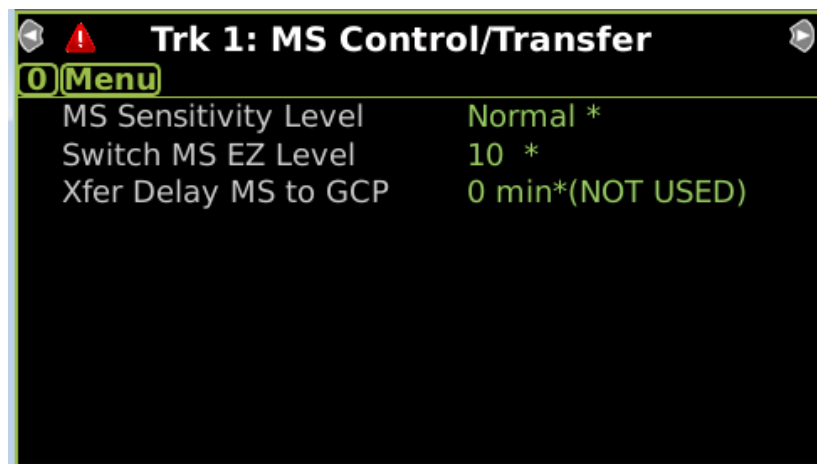 Trk 1: MS Control/Transfer
0 Menu
MS Sensitivity Level Normal *
Switch MS EZ Level 10 *
Xfer Delay MS to GCP 0 min*(NOT USED)